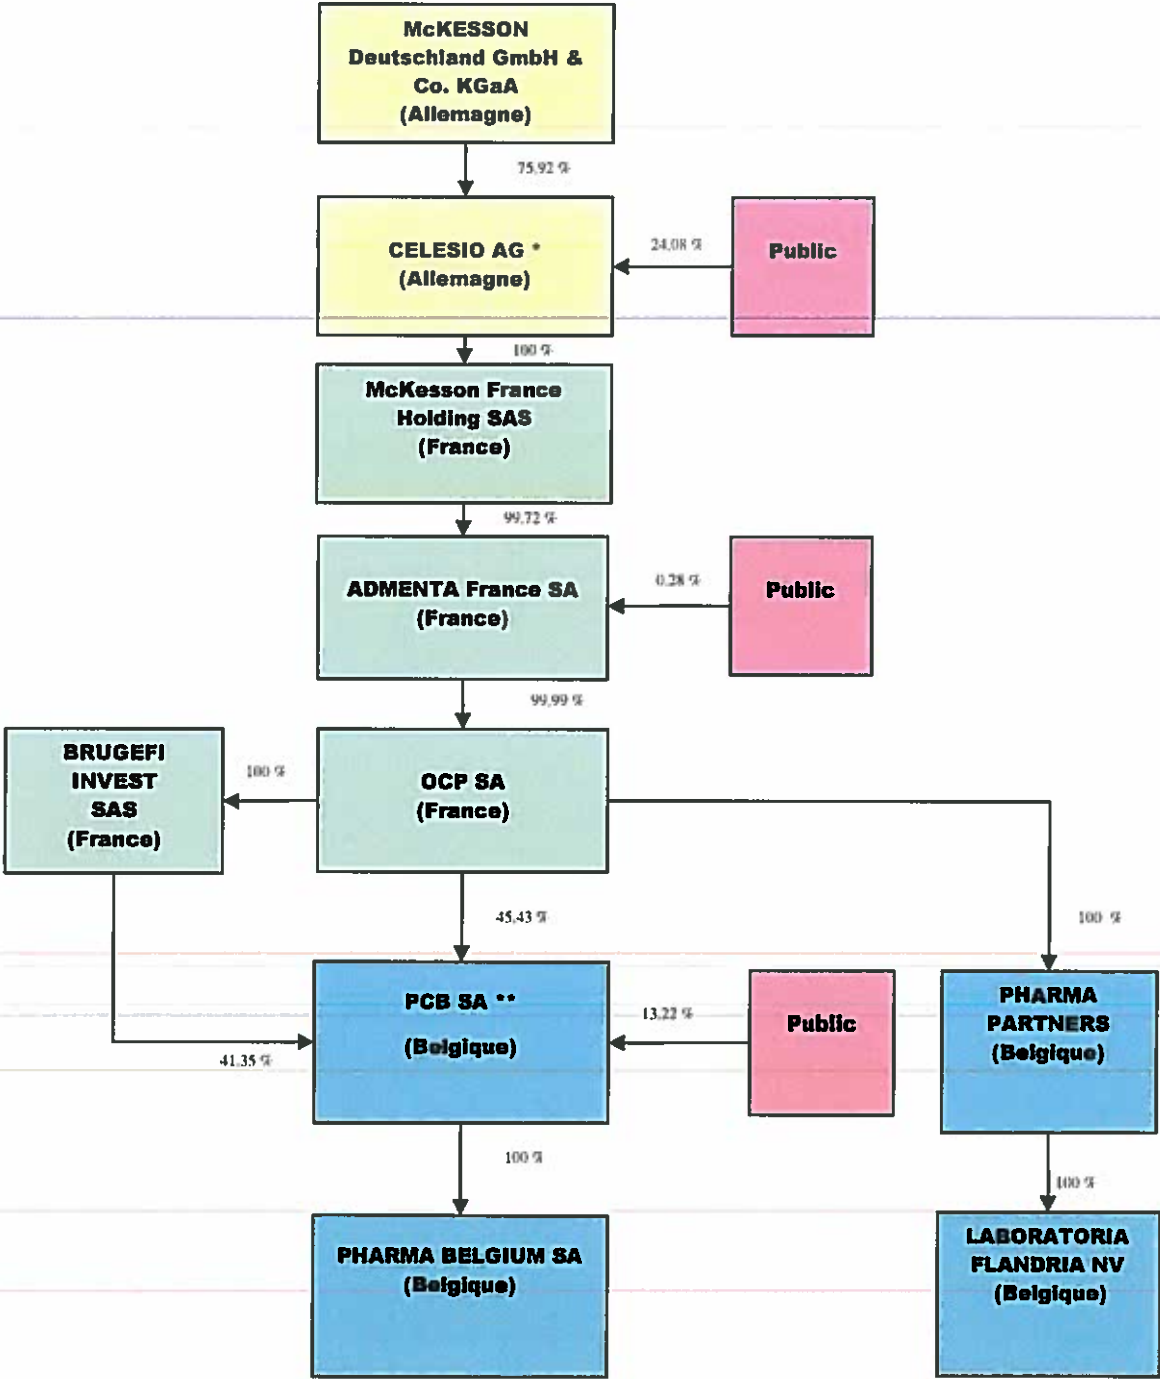 McKESSON
Deutschland GmbH &
Co. KGaA
(Allemagne)
75,92 %
CELESIO AG *
(Allemagne)
24,08 %
Public
100 %
McKesson France
Holding SAS
(France)
99,72 %
ADMENTA France SA
(France)
0,28 %
Public
99,99 %
BRUGEFI
INVEST
SAS
(France)
100 %
OCP SA
(France)
45,43 %
100 %
PCB SA **
(Belgique)
41,35 %
13,22 %
Public
PHARMA
PARTNERS
(Belgique)
100 %
100 %
PHARMA BELGIUM SA
(Belgique)
LABORATORIA
FLANDRIA NV
(Belgique)